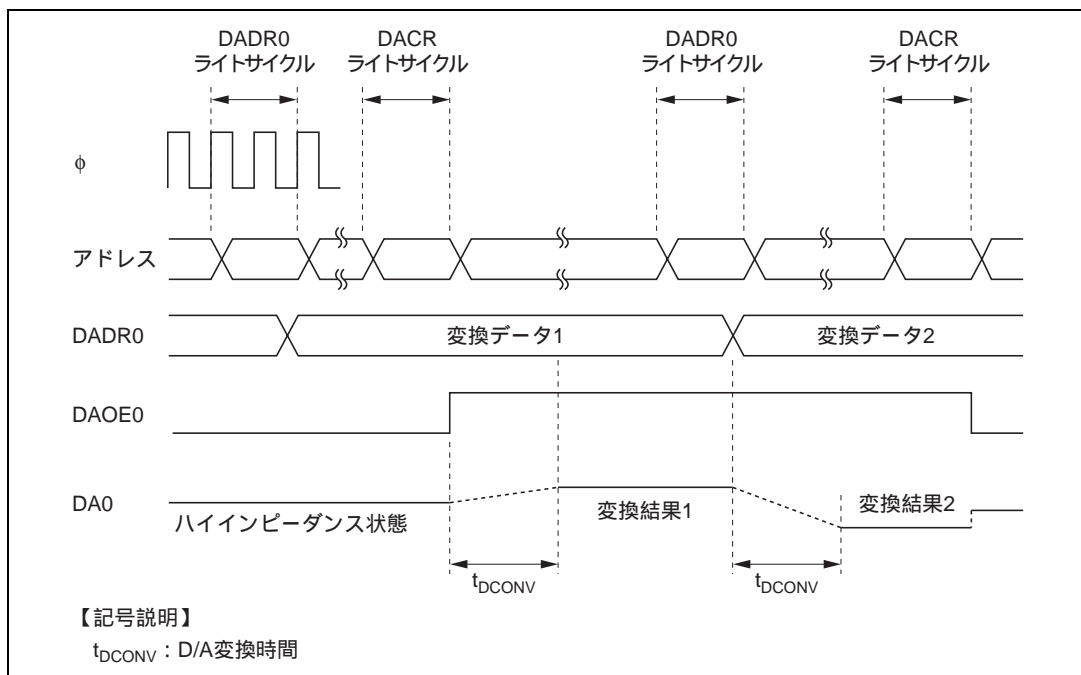 DADR0
ライトサイクル
DACR
ライトサイクル
DADR0
ライトサイクル
DACR
ライトサイクル
φ
アドレス
DADR0
変換データ1
変換データ2
DAOE0
DA0
ハイインピーダンス状態
変換結果1
変換結果2
tDCONV
tDCONV
【記号説明】
tDCONV：D/A変換時間